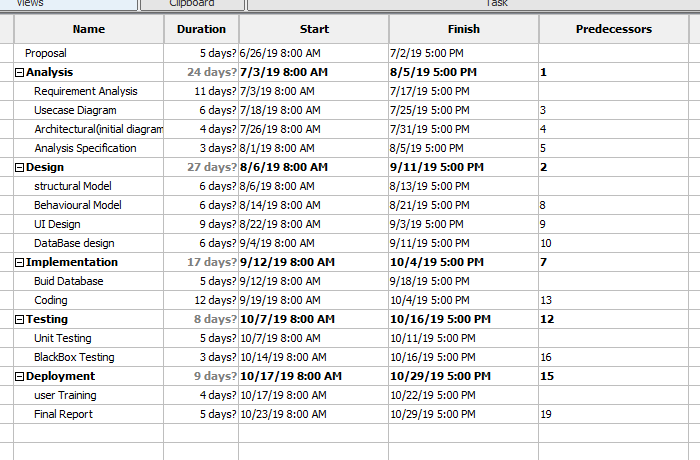 Views Clipboard Task
Name Duration Start Finish Predecessors
Proposal 5 days? 6/26/19 8:00 AM 7/2/19 5:00 PM
Analysis 24 days? 7/3/19 8:00 AM 8/5/19 5:00 PM 1
Requirement Analysis 11 days? 7/3/19 8:00 AM 7/17/19 5:00 PM
Usecase Diagram 6 days? 7/18/19 8:00 AM 7/25/19 5:00 PM 3
Architectural(initial diagram 4 days? 7/26/19 8:00 AM 7/31/19 5:00 PM 4
Analysis Specification 3 days? 8/1/19 8:00 AM 8/5/19 5:00 PM 5
Design 27 days? 8/6/19 8:00 AM 9/11/19 5:00 PM 2
structural Model 6 days? 8/6/19 8:00 AM 8/13/19 5:00 PM
Behavioural Model 6 days? 8/14/19 8:00 AM 8/21/19 5:00 PM 8
UI Design 9 days? 8/22/19 8:00 AM 9/3/19 5:00 PM 9
DataBase design 6 days? 9/4/19 8:00 AM 9/11/19 5:00 PM 10
Implementation 17 days? 9/12/19 8:00 AM 10/4/19 5:00 PM 7
Buid Database 5 days? 9/12/19 8:00 AM 9/18/19 5:00 PM
Coding 12 days? 9/19/19 8:00 AM 10/4/19 5:00 PM 13
Testing 8 days? 10/7/19 8:00 AM 10/16/19 5:00 PM 12
Unit Testing 5 days? 10/7/19 8:00 AM 10/11/19 5:00 PM
BlackBox Testing 3 days? 10/14/19 8:00 AM 10/16/19 5:00 PM 16
Deployment 9 days? 10/17/19 8:00 AM 10/29/19 5:00 PM 15
user Training 4 days? 10/17/19 8:00 AM 10/22/19 5:00 PM
Final Report 5 days? 10/23/19 8:00 AM 10/29/19 5:00 PM 19